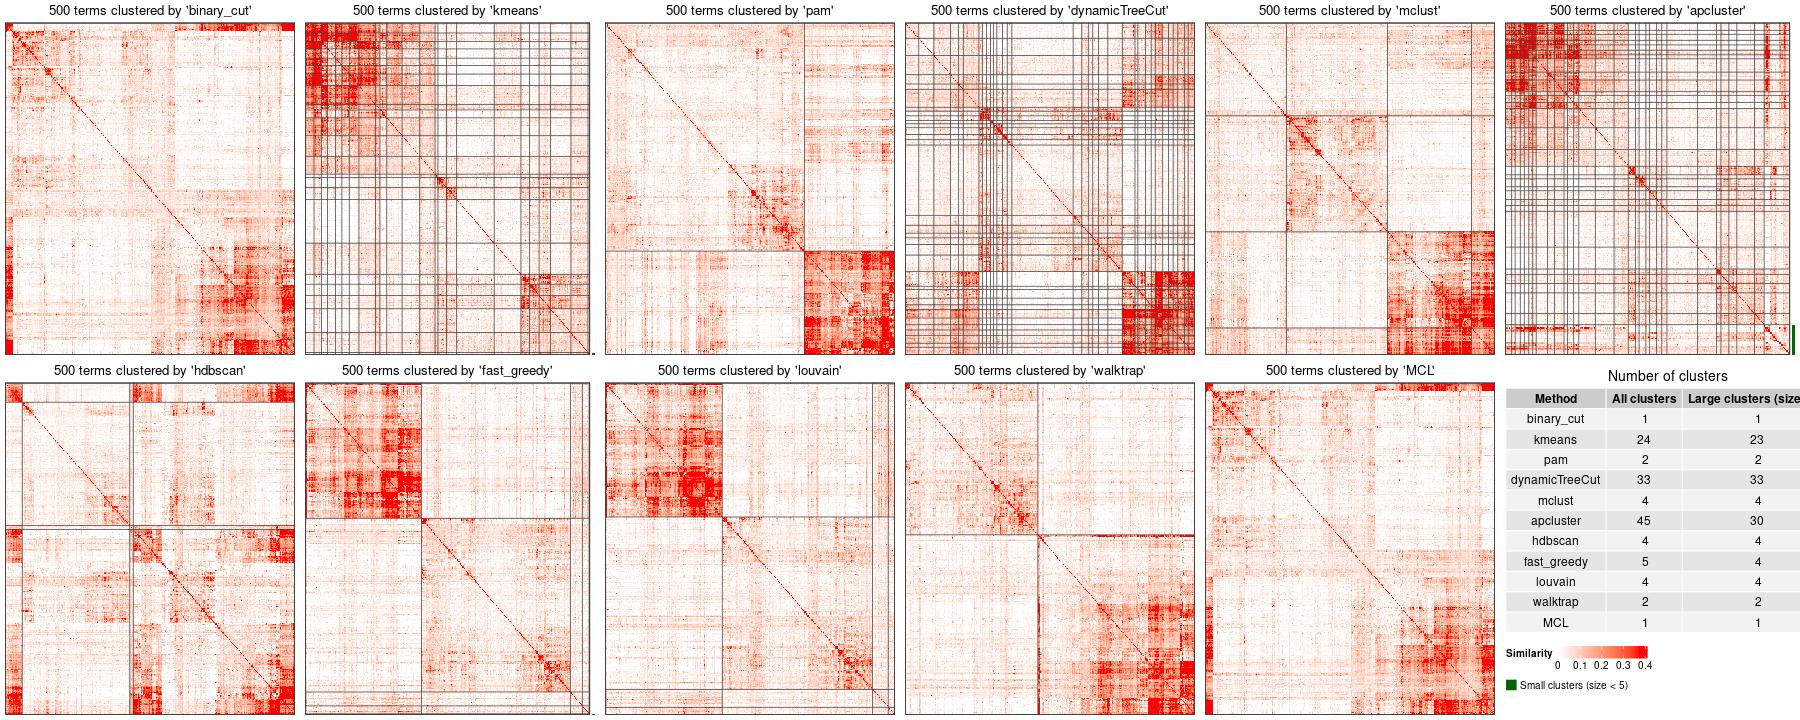 500 terms clustered by 'binary_cut'
500 terms clustered by 'kmeans'
500 terms clustered by 'pam'
500 terms clustered by 'dynamicTreeCut'
500 terms clustered by 'mclust'
500 terms clustered by 'apcluster'
500 terms clustered by 'hdbscan'
500 terms clustered by 'fast_greedy'
500 terms clustered by 'louvain'
500 terms clustered by 'walktrap'
500 terms clustered by 'MCL'
Number of clusters
Method All clusters Large clusters (size
binary_cut 1 1
kmeans 24 23
pam 2 2
dynamicTreeCut 33 33
mclust 4 4
apcluster 45 30
hdbscan 4 4
fast_greedy 5 4
louvain 4 4
walktrap 2 2
MCL 1 1
Similarity
0 0.1 0.2 0.3 0.4
Small clusters (size < 5)